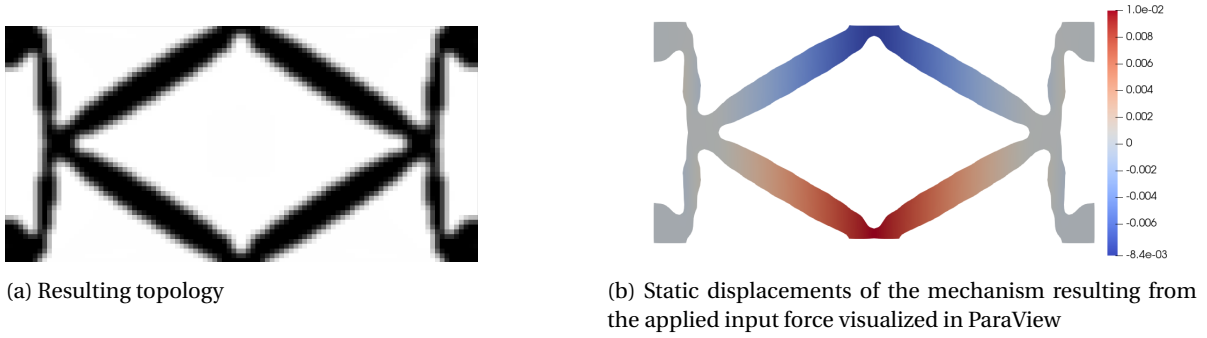 1.0e-02
0.008
0.006
0.004
0.002
0
-0.002
-0.004
-0.006
-8.4e-03
(a) Resulting topology
(b) Static displacements of the mechanism resulting from
the applied input force visualized in ParaView